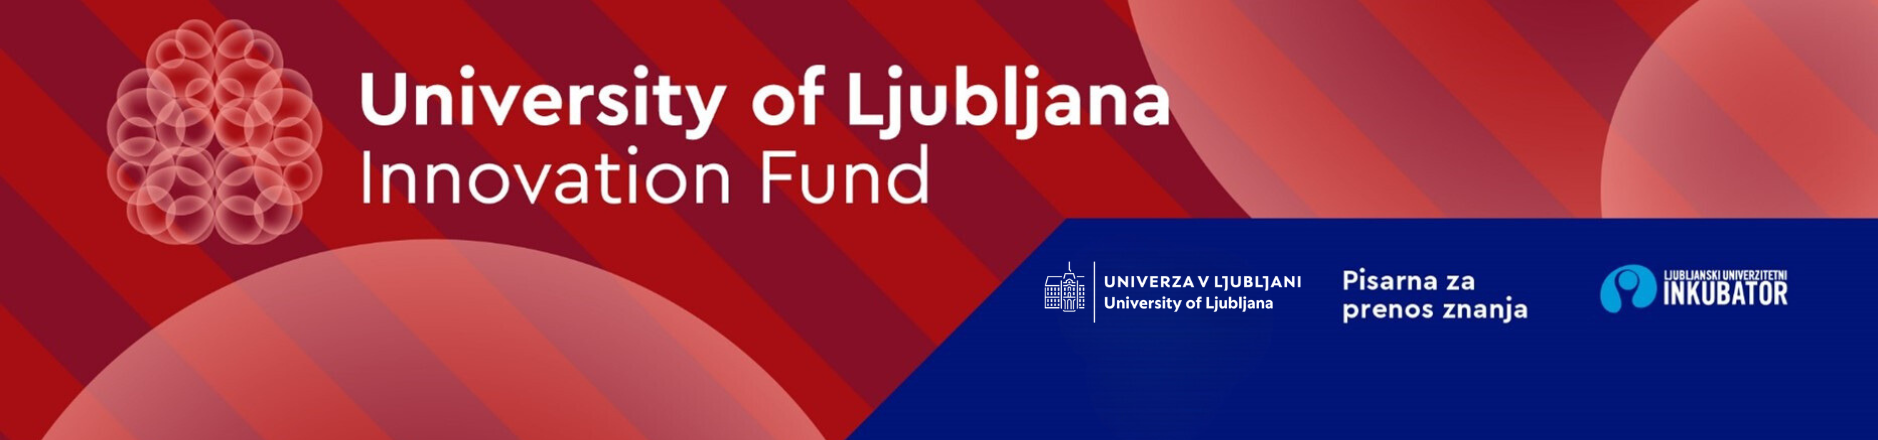 University of Ljubljana
Innovation Fund
UNIVERZA V LJUBLJANI
University of Ljubljana
Pisarna za
prenos znanja
LJUBLJANSKI UNIVERZITETNI
INKUBATOR